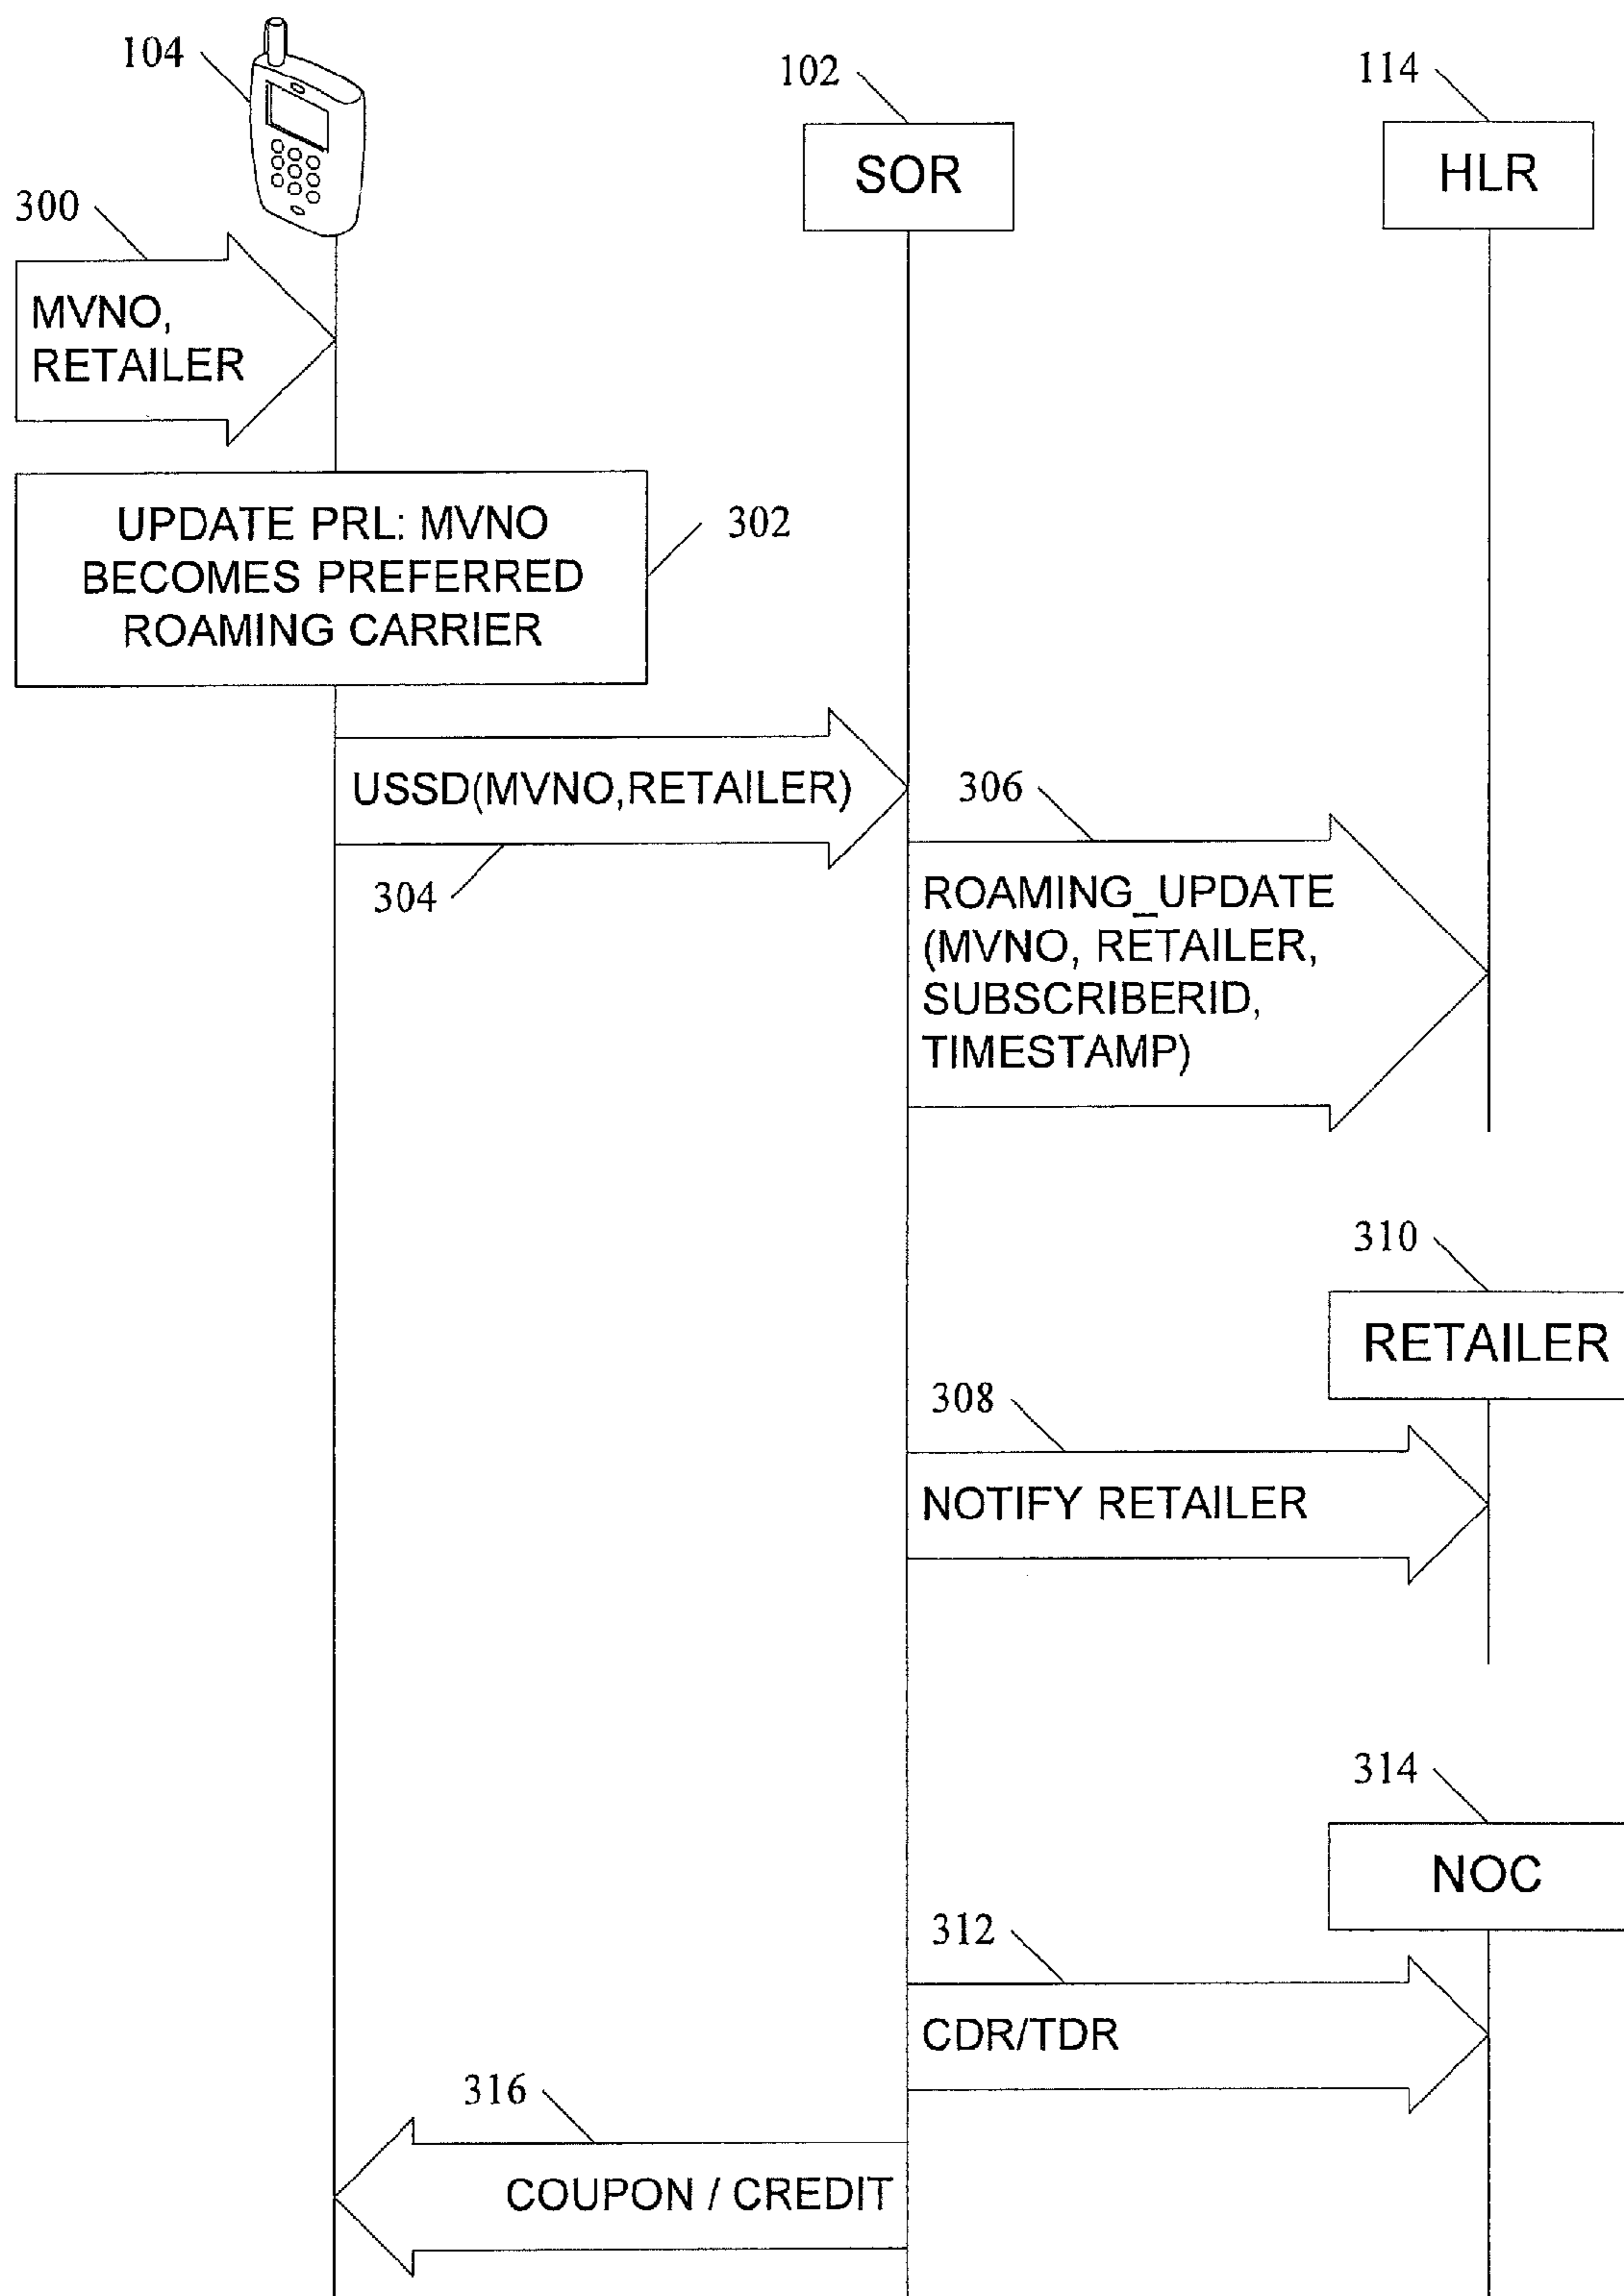 104
102
114
SOR
HLR
300
MVNO,
RETAILER
UPDATE PRL: MVNO
BECOMES PREFERRED
ROAMING CARRIER
302
USSD(MVNO,RETAILER)
304
306
ROAMING_UPDATE
(MVNO, RETAILER,
SUBSCRIBERID,
TIMESTAMP)
310
RETAILER
308
NOTIFY RETAILER
314
NOC
312
CDR/TDR
316
COUPON / CREDIT